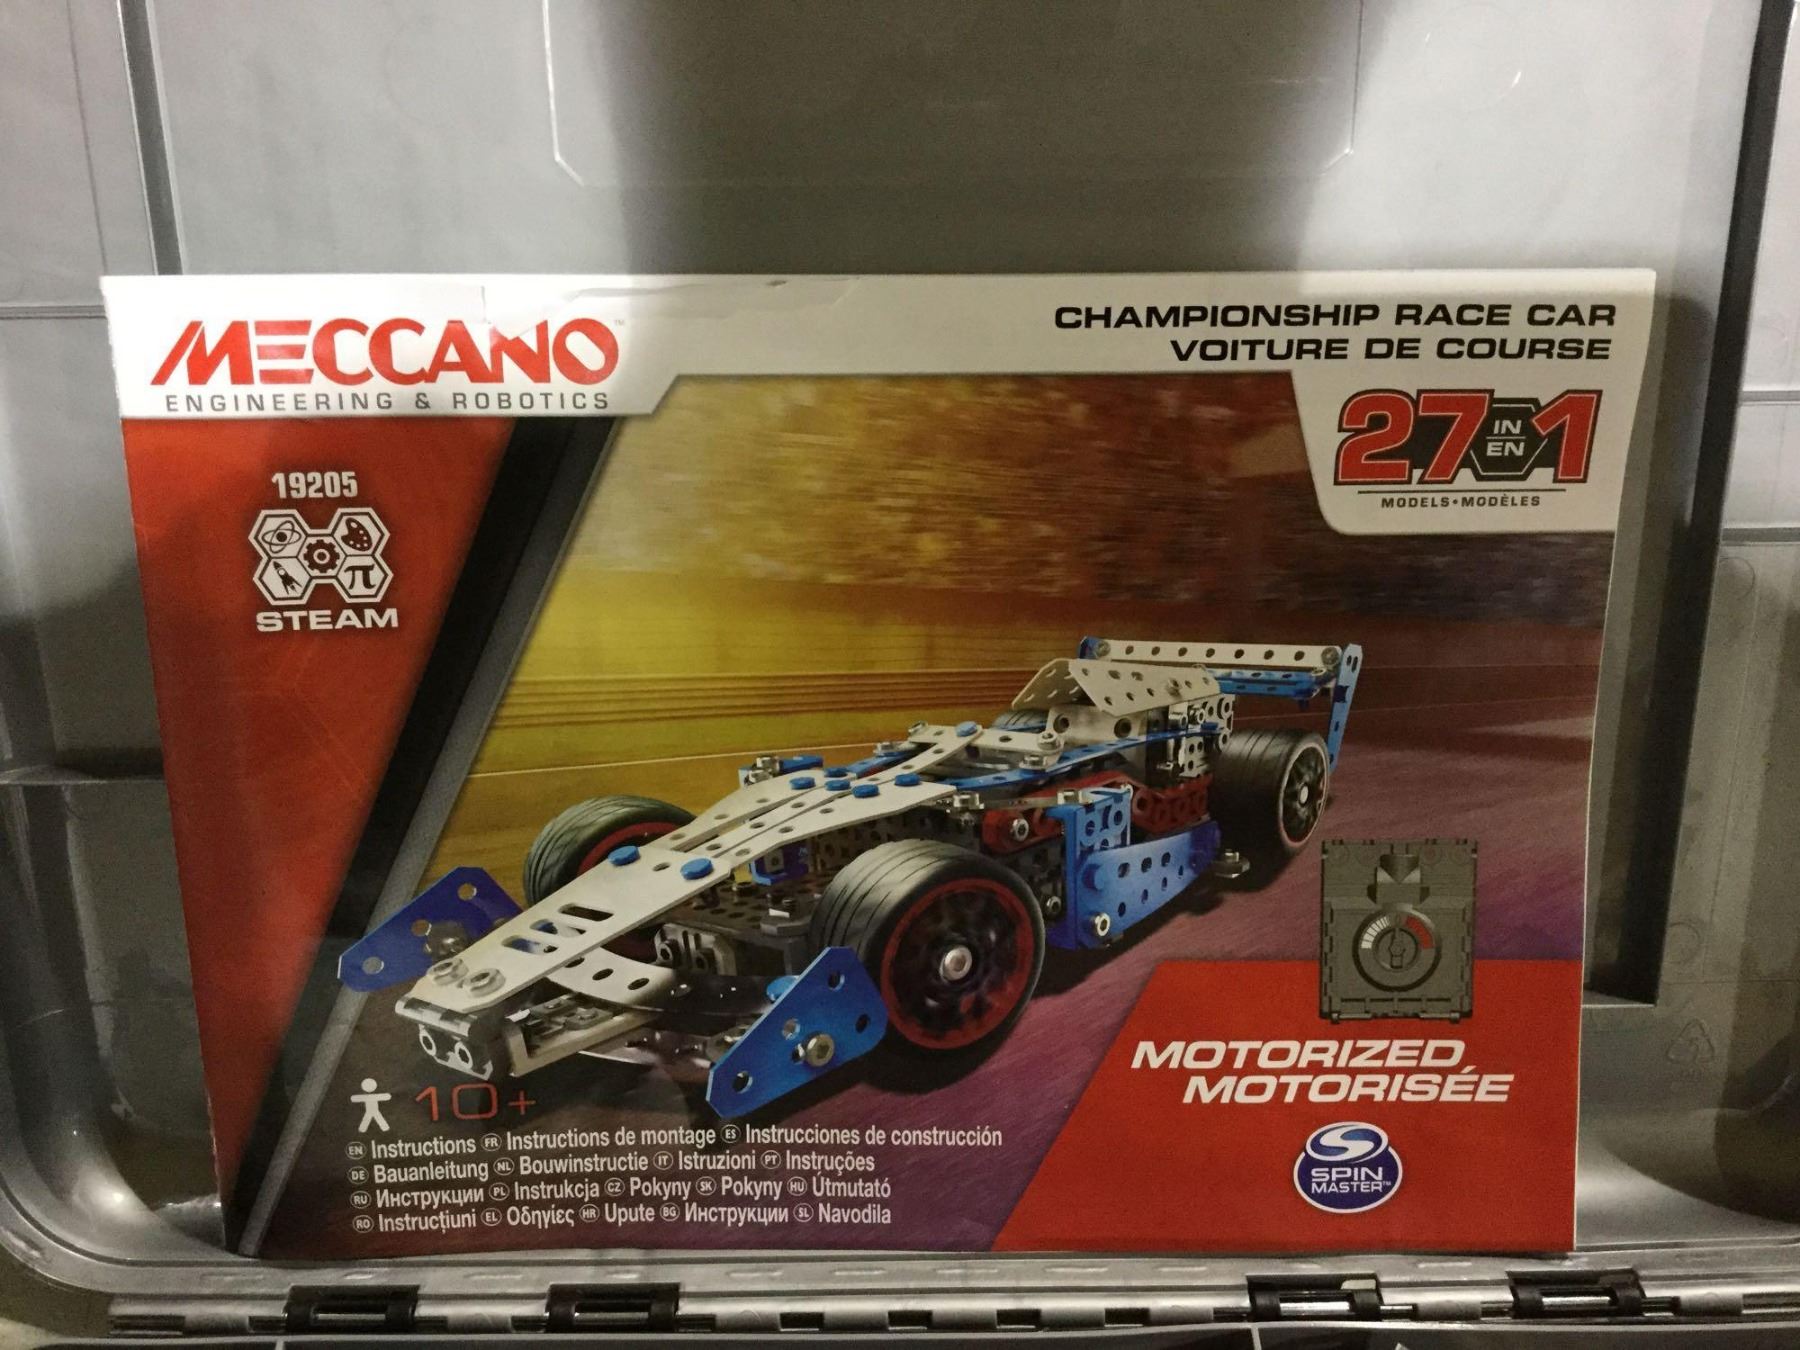 MECCANO™
ENGINEERING & ROBOTICS
CHAMPIONSHIP RACE CAR
VOITURE DE COURSE
27 IN EN 1
MODELS•MODÈLES
19205
π
STEAM
MOTORIZED
MOTORISÉE
SPIN
MASTER™
10+
EN Instructions FR Instructions de montage ES Instrucciones de construcción
DE Bauanleitung NL Bouwinstructie IT Istruzioni PT Instruções
RU Инструкции PL Instrukcja CZ Pokyny SK Pokyny HU Útmutató
RO Instrucţiuni EL Οδηγίες HR Upute BG Инструкции SL Navodila